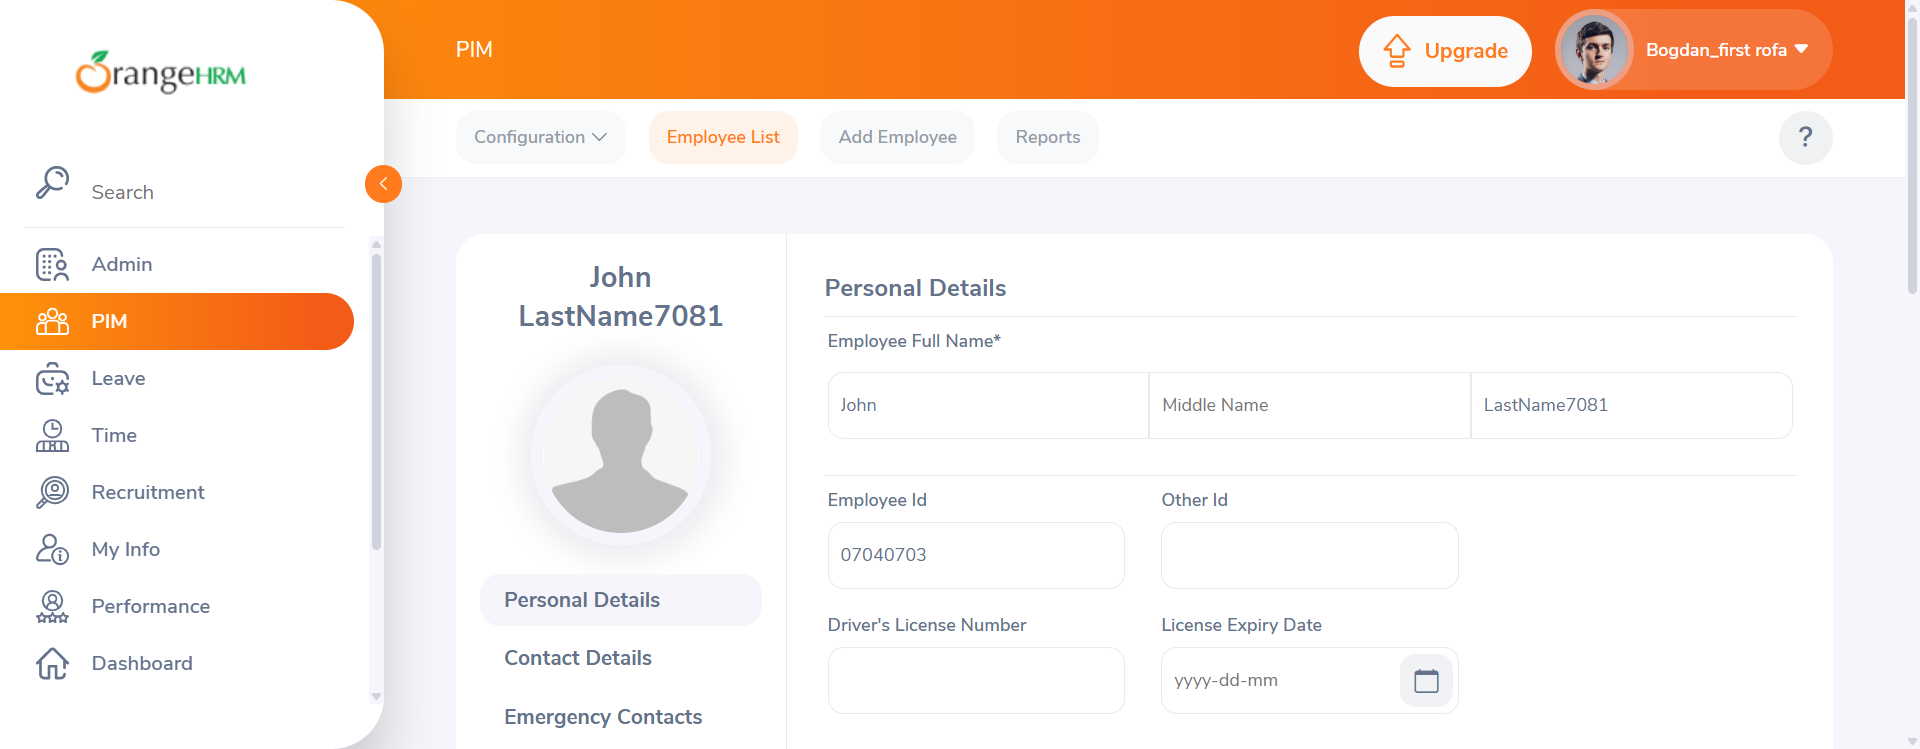 OrangeHRM
PIM
Upgrade
Bogdan_first rofa
Configuration
Employee List
Add Employee
Reports
?
Search
Admin
PIM
Leave
Time
Recruitment
My Info
Performance
Dashboard
John
LastName7081
Personal Details
Contact Details
Emergency Contacts
Personal Details
Employee Full Name*
John
Middle Name
LastName7081
Employee Id
Other Id
07040703
Driver's License Number
License Expiry Date
yyyy-dd-mm